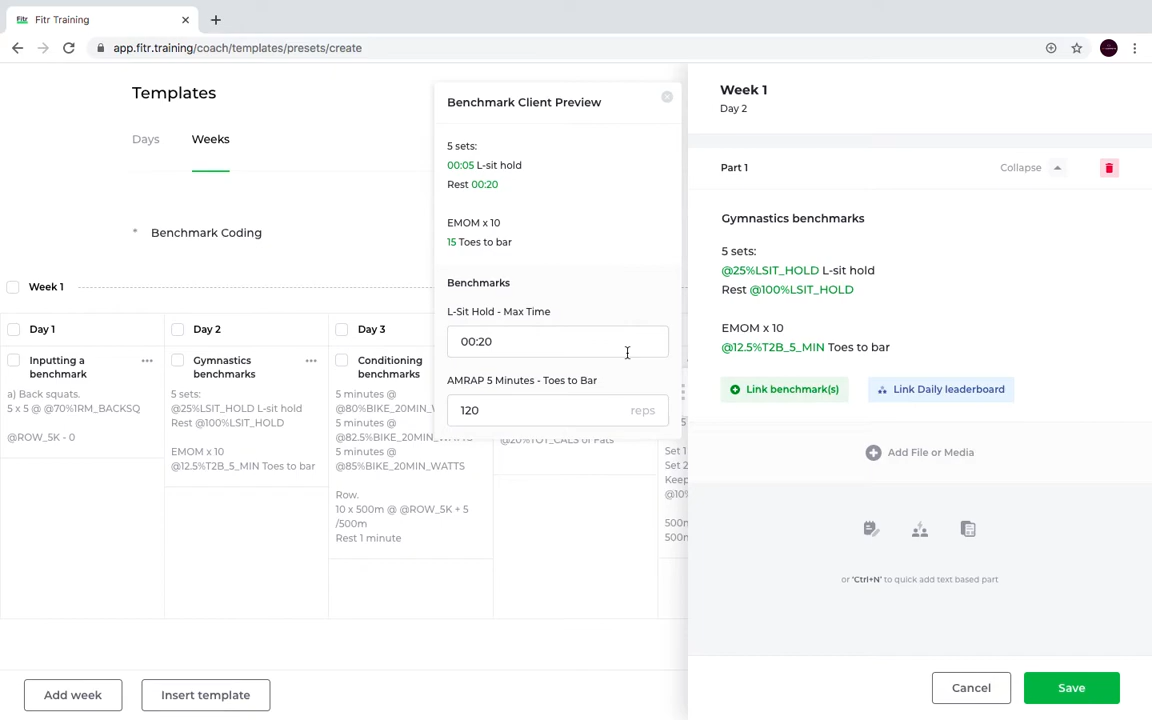 Fitr
Fitr Training
app.fitr.training/coach/templates/presets/create
Templates
Days
Weeks
* Benchmark Coding
Week 1
Day 1
Inputting a
benchmark
a) Back squats.
5 x 5 @ @70%1RM_BACKSQ
@ROW_5K - 0
Day 2
Gymnastics
benchmarks
5 sets:
@25%LSIT_HOLD L-sit hold
Rest @100%LSIT_HOLD
EMOM x 10
@12.5%T2B_5_MIN Toes to bar
Day 3
Conditioning
benchmarks
5 minutes @
@80%BIKE_20MIN_W
5 minutes @
@82.5%BIKE_20MIN_WATTS
5 minutes @
@85%BIKE_20MIN_WATTS
Row.
10 x 500m @ @ROW_5K + 5
/500m
Rest 1 minute
@20%TOT_CALS of Fats
Set 1
Set 2
Keep
@10%
500m
500m
Benchmark Client Preview
5 sets:
00:05 L-sit hold
Rest 00:20
EMOM x 10
15 Toes to bar
Benchmarks
L-Sit Hold - Max Time
00:20
AMRAP 5 Minutes - Toes to Bar
120 reps
Week 1
Day 2
Part 1
Collapse
Gymnastics benchmarks
5 sets:
@25%LSIT_HOLD L-sit hold
Rest @100%LSIT_HOLD
EMOM x 10
@12.5%T2B_5_MIN Toes to bar
Link benchmark(s)
Link Daily leaderboard
Add File or Media
or 'Ctrl+N' to quick add text based part
Add week
Insert template
Cancel
Save